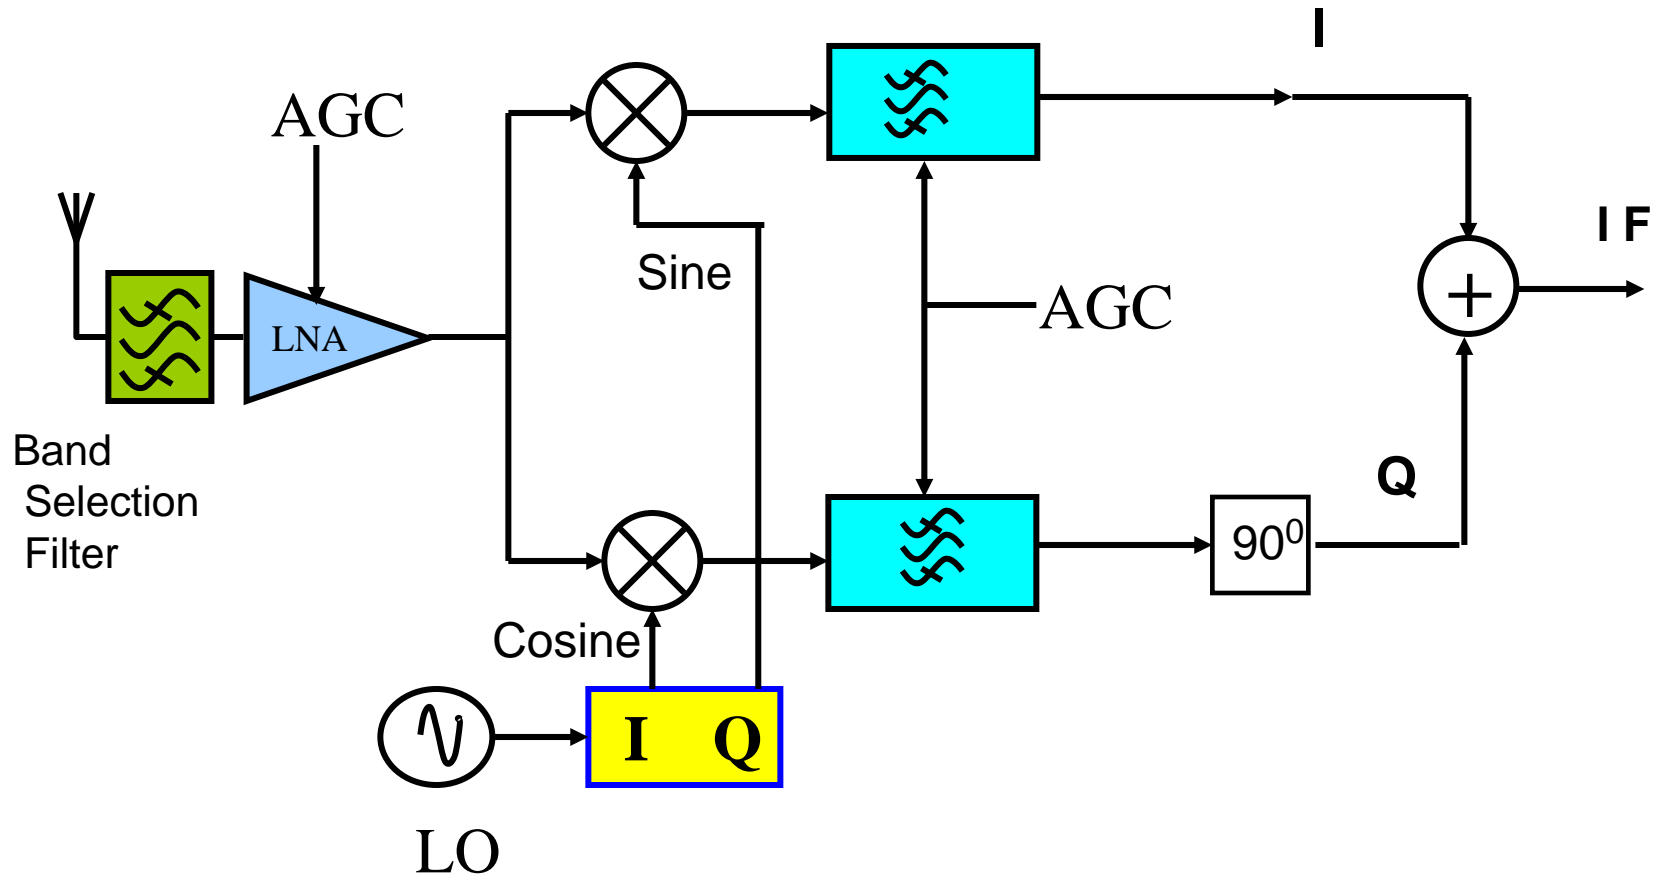 I
AGC
I F
Sine
AGC
LNA
Band
Selection
Filter
Q
90⁰
Cosine
I Q
LO